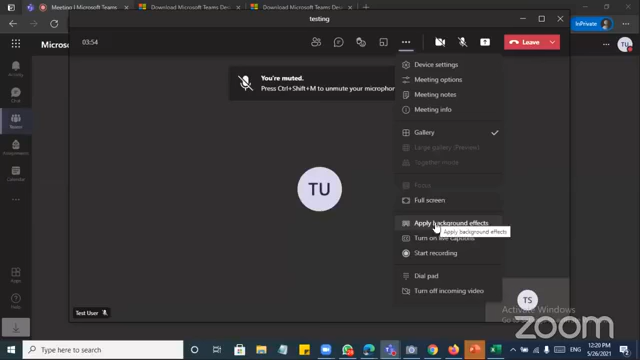 Meeting | Microsoft Teams
Download Microsoft Teams Des
Download Microsoft Teams Des
InPrivate
Microso
testing
TU
03:54
Leave
Activity
Chat
Teams
Assignments
Calendar
Apps
Help
You're muted.
Press Ctrl+Shift+M to unmute your microphon
TU
Device settings
Meeting options
Meeting notes
Meeting info
Gallery
Large gallery (Preview)
Together mode
Focus
Full screen
Apply background effects
Apply background effects
Turn on live captions
Start recording
Dial pad
Turn off incoming video
Test User
TS
Activate Windows
zoom
Type here to search
ENG
12:20 PM
5/26/2021